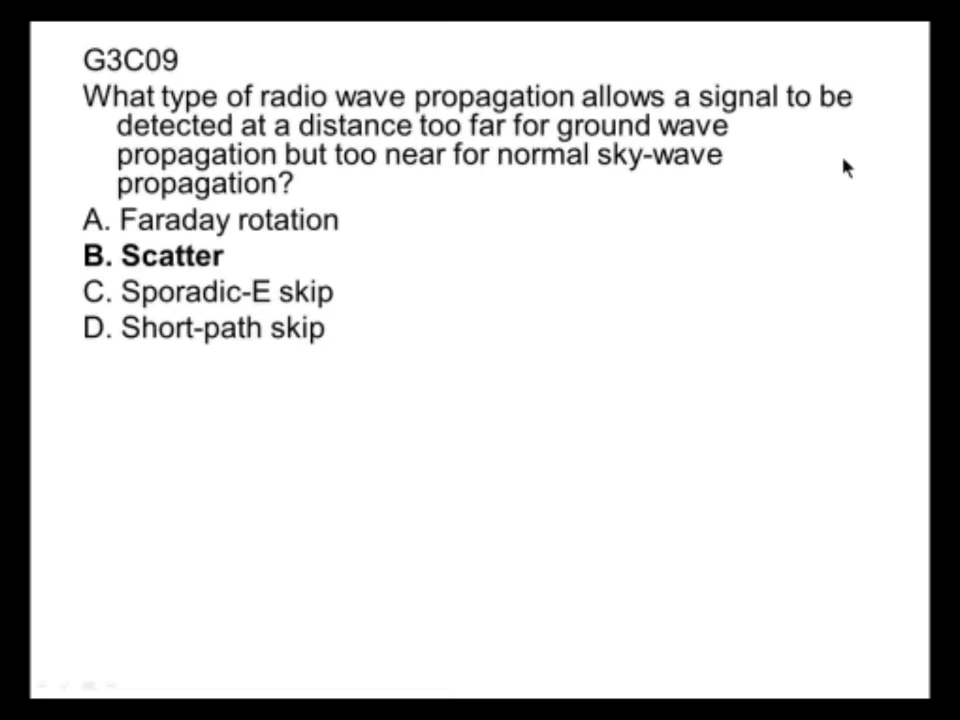 G3C09
What type of radio wave propagation allows a signal to be
detected at a distance too far for ground wave
propagation but too near for normal sky-wave
propagation?
A. Faraday rotation
B. Scatter
C. Sporadic-E skip
D. Short-path skip